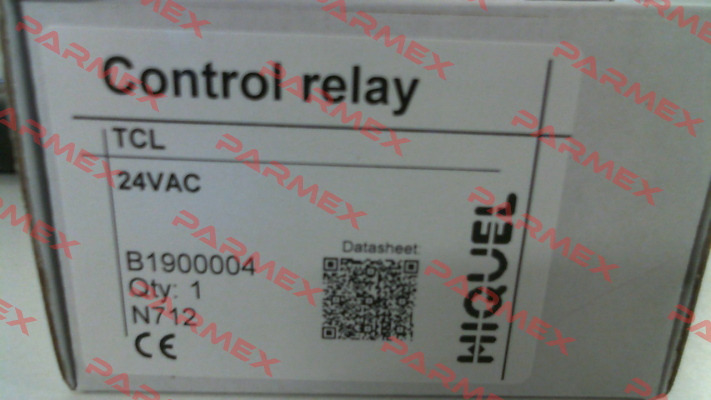 Control relay
TCL
24VAC
Datasheet:
B1900004
Qty: 1
N712
CE
HIQUEL
PARMEX